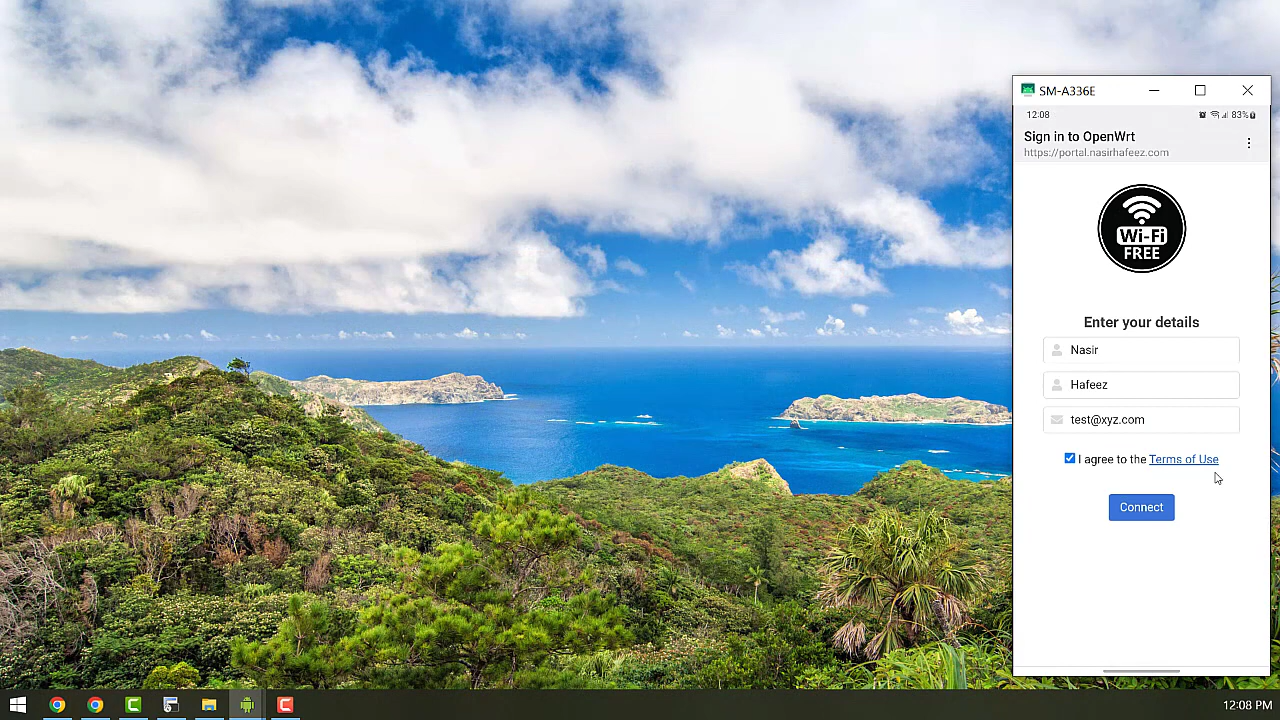 SM-A336E
12:08
83%
Sign in to OpenWrt
https://portal.nasirhafeez.com
Wi-Fi
FREE
Enter your details
Nasir
Hafeez
test@xyz.com
I agree to the Terms of Use
Connect
12:08 PM